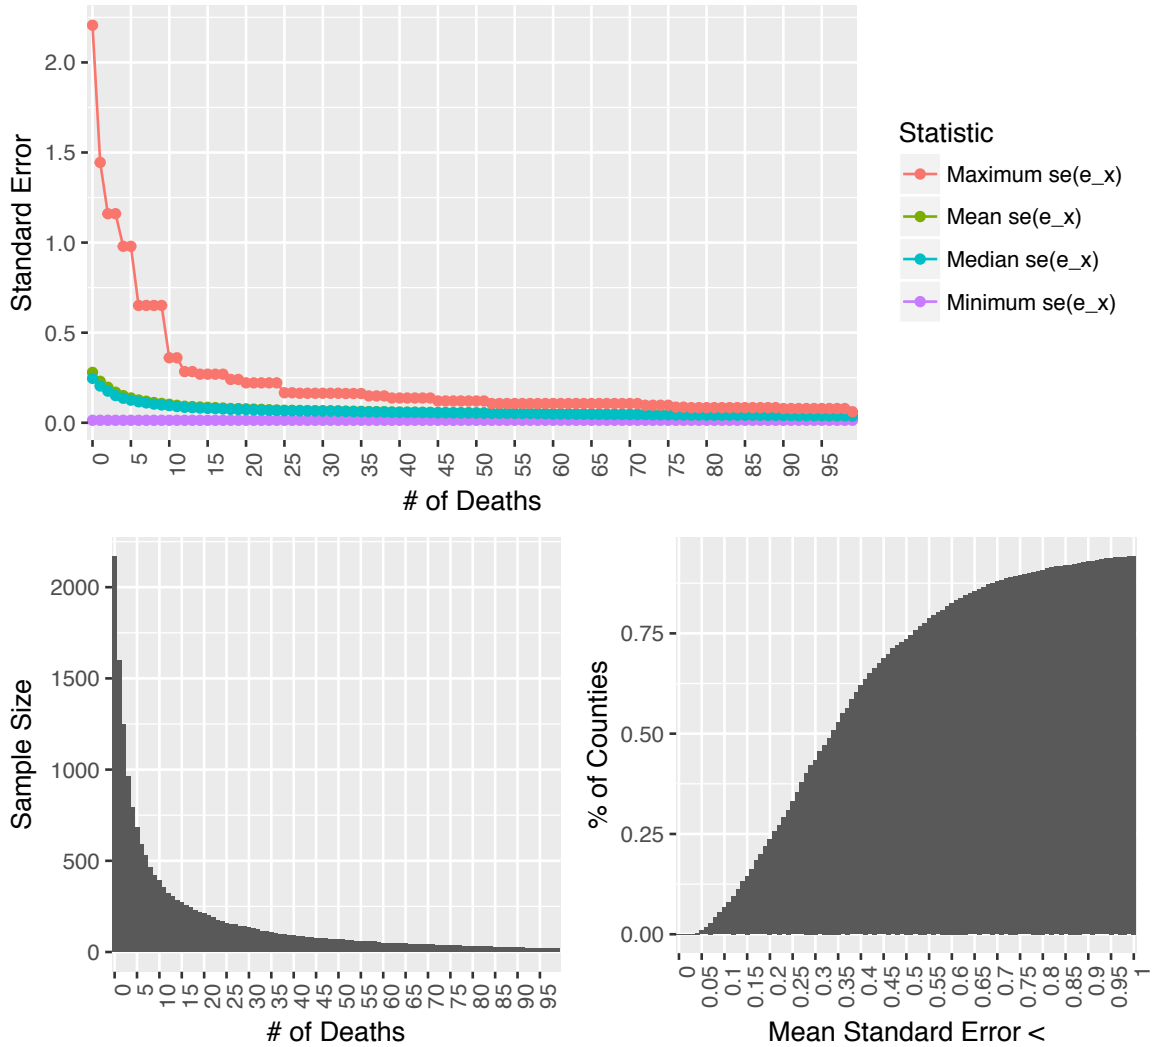 Standard Error
2.0
1.5
1.0
0.5
0.0
0 5 10 15 20 25 30 35 40 45 50 55 60 65 70 75 80 85 90 95
# of Deaths
Statistic
Maximum se(e_x)
Mean se(e_x)
Median se(e_x)
Minimum se(e_x)
Sample Size
2000
1500
1000
500
0
0 5 10 15 20 25 30 35 40 45 50 55 60 65 70 75 80 85 90 95
# of Deaths
% of Counties
0.75
0.50
0.25
0.00
0 0.05 0.1 0.15 0.2 0.25 0.3 0.35 0.4 0.45 0.5 0.55 0.6 0.65 0.7 0.75 0.8 0.85 0.9 0.95 1
Mean Standard Error <